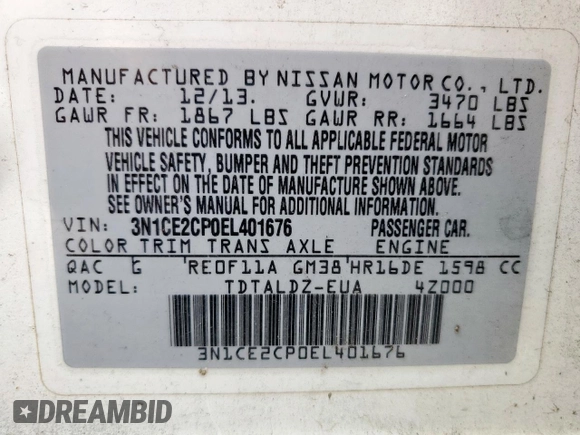 MANUFACTURED BY NISSAN MOTOR CO., LTD.
DATE: 12/13. GVWR: 3470 LBS
GAWR FR: 1867 LBS GAWR RR: 1664 LBS
THIS VEHICLE CONFORMS TO ALL APPLICABLE FEDERAL MOTOR
VEHICLE SAFETY, BUMPER AND THEFT PREVENTION STANDARDS
IN EFFECT ON THE DATE OF MANUFACTURE SHOWN ABOVE.
SEE OWNER'S MANUAL FOR ADDITIONAL INFORMATION.
VIN: 3N1CE2CP0EL401676 PASSENGER CAR.
COLOR TRIM TRANS AXLE ENGINE
QAC G 'RE0F11A GM38'HR16DE 1598 CC
MODEL: TDTALDZ-EUA 4Z000
3N1CE2CP0EL401676
DREAMBID